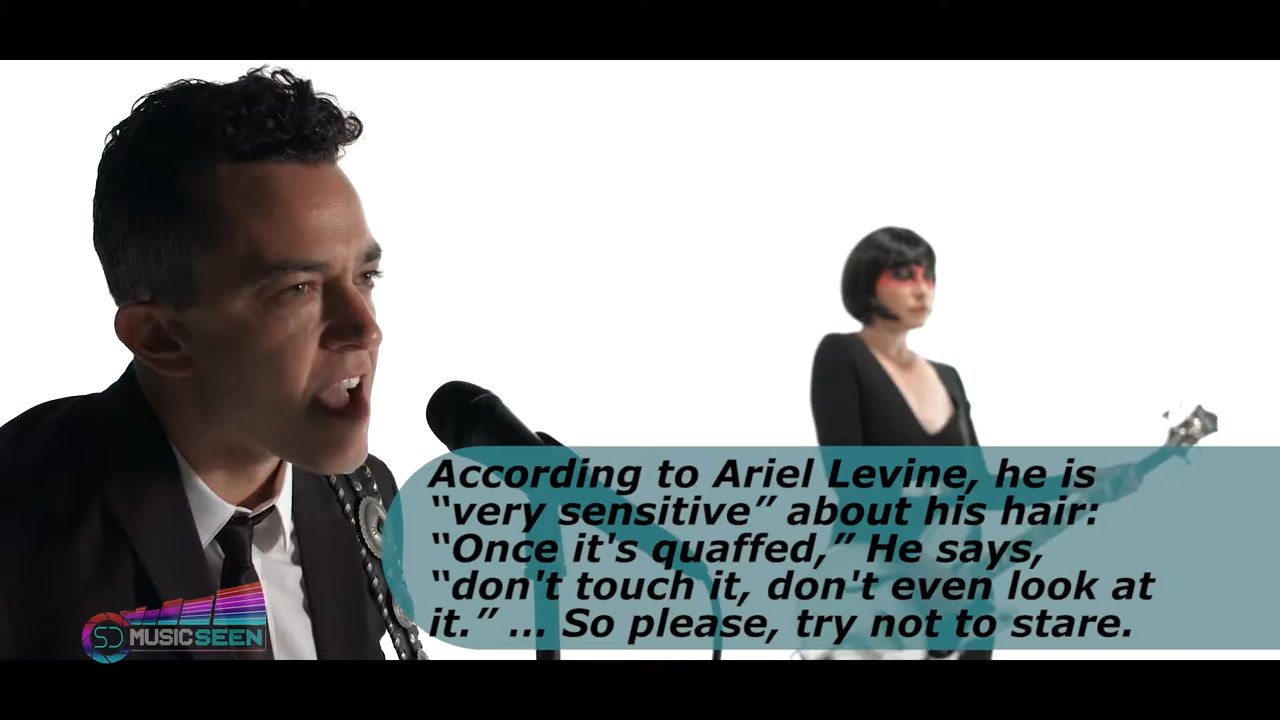 According to Ariel Levine, he is
“very sensitive” about his hair:
“Once it's quaffed,” He says,
“don't touch it, don't even look at
it.” ... So please, try not to stare.
SD MUSICSEEN